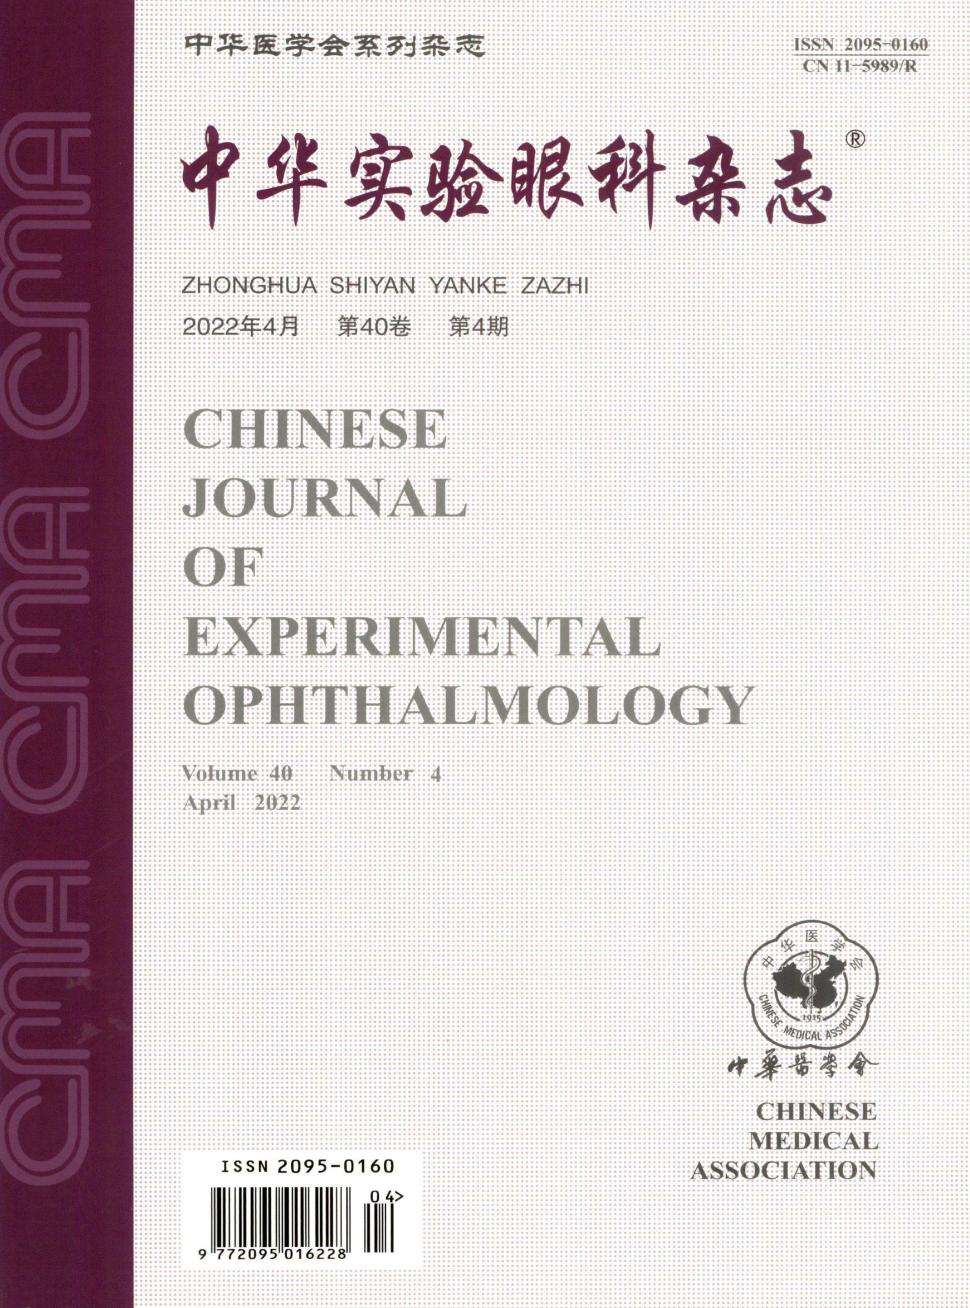 中华医学会系列杂志
ISSN 2095-0160
CN 11-5989/R
中华实验眼科杂志®
ZHONGHUA SHIYAN YANKE ZAZHI
2022年4月 第40卷 第4期
CHINESE
JOURNAL
OF
EXPERIMENTAL
OPHTHALMOLOGY
Volume 40 Number 4
April 2022
CMA CMA CMA
中华医学会
1915
CHINESE MEDICAL ASSOCIATION
中華醫學會
CHINESE
MEDICAL
ASSOCIATION
ISSN 2095-0160
04>
9 772095 016228